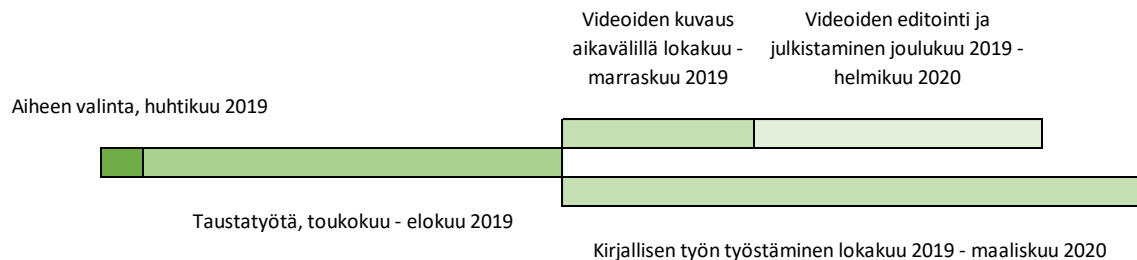 Videoiden kuvaus
aikavälillä lokakuu -
marraskuu 2019
Videoiden editointi ja
julkistaminen joulukuu 2019 -
helmikuu 2020
Aiheen valinta, huhtikuu 2019
Taustatyötä, toukokuu - elokuu 2019
Kirjallisen työn työstäminen lokakuu 2019 - maaliskuu 2020